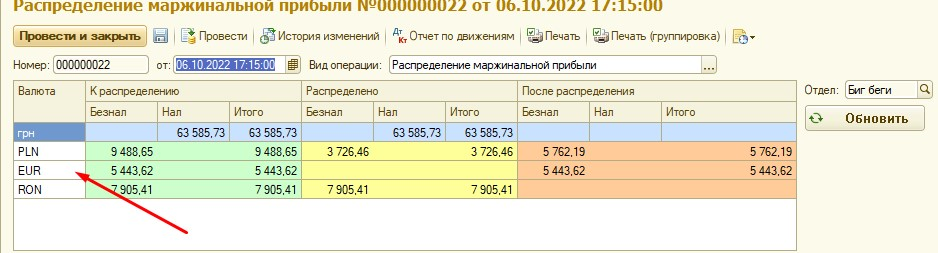 Распределение маржинальной прибыли №000000022 от 06.10.2022 17:15:00
Провести и закрыть Провести История изменений Дт Кт Отчет по движениям Печать Печать (группировка)
Номер: 000000022 от: 06.10.2022 17:15:00 Вид операции: Распределение маржинальной прибыли ...
Валюта К распределению Распределено После распределения Отдел: Биг беги
Безнал Нал Итого Безнал Нал Итого Безнал Нал Итого Обновить
грн 63 585,73 63 585,73 63 585,73 63 585,73
PLN 9 488,65 9 488,65 3 726,46 3 726,46 5 762,19 5 762,19
EUR 5 443,62 5 443,62 5 443,62 5 443,62
RON 7 905,41 7 905,41 7 905,41 7 905,41